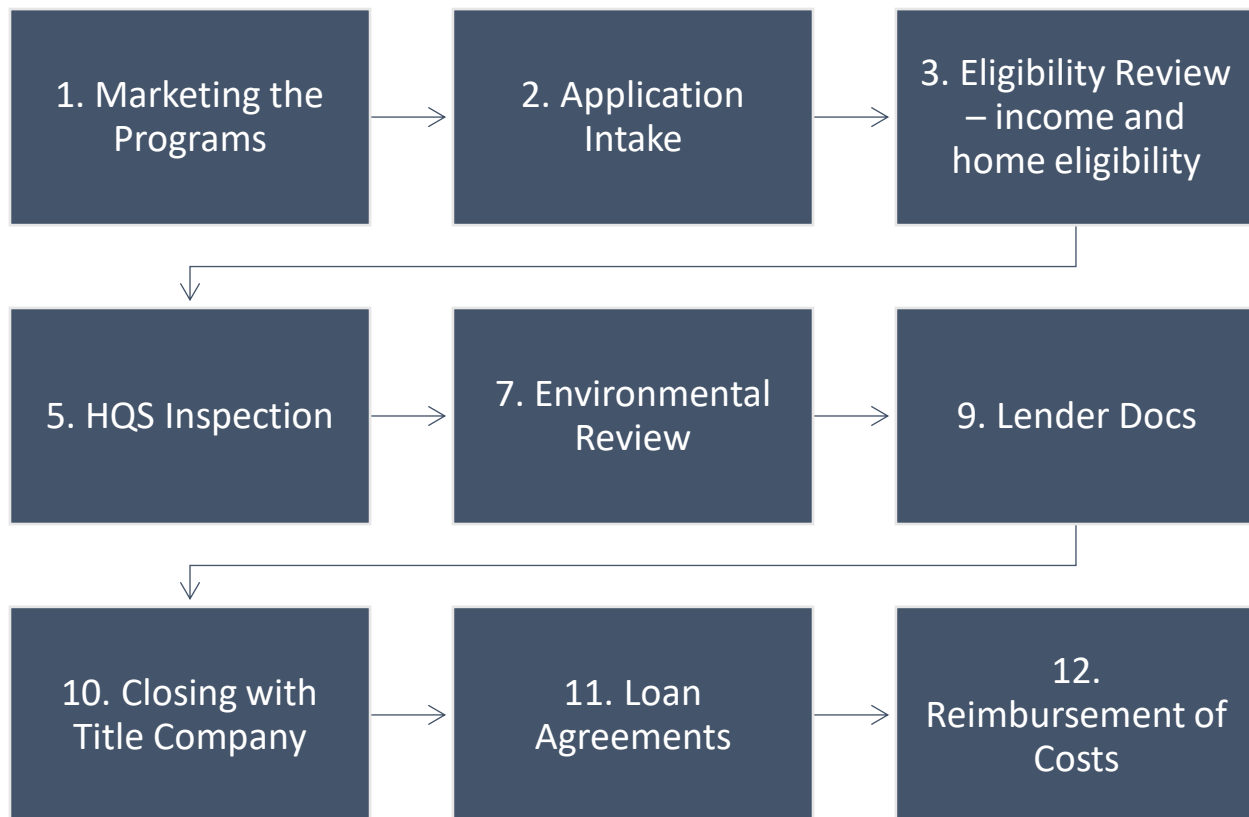 1. Marketing the
Programs
2. Application
Intake
3. Eligibility Review
– income and
home eligibility
5. HQS Inspection
7. Environmental
Review
9. Lender Docs
10. Closing with
Title Company
11. Loan
Agreements
12.
Reimbursement of
Costs